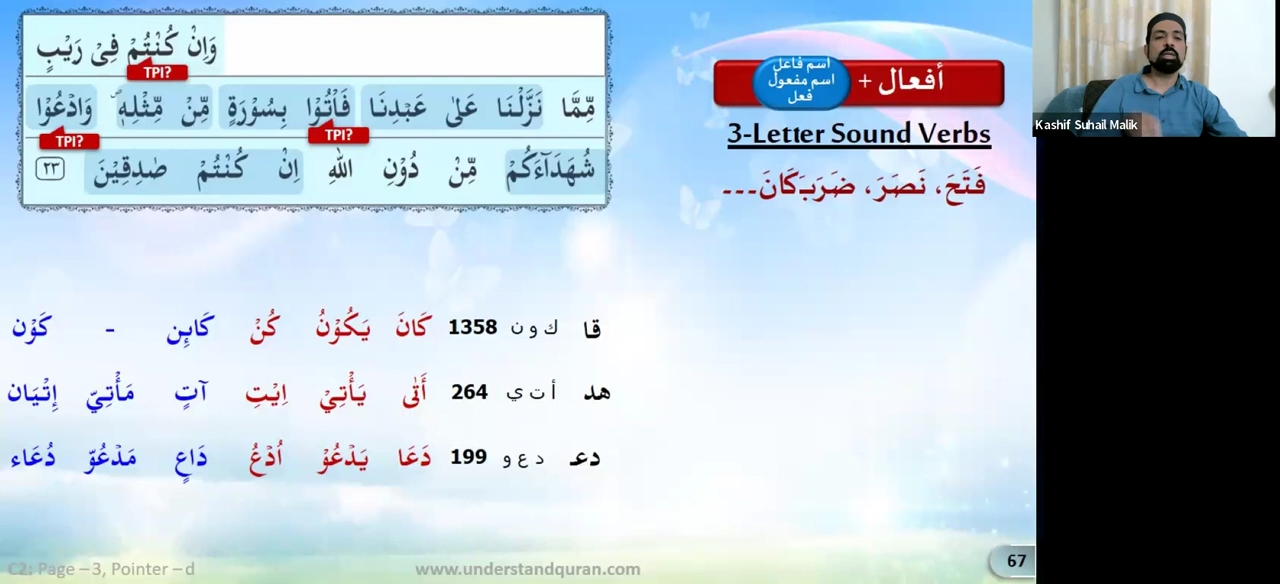 وَاِنْ كُنْتُمْ فِیْ رَیْبٍ
TPI?
مِّمَّا نَزَّلْنَا عَلٰی عَبْدِنَا فَاْتُوْا بِسُوْرَةٍ مِّنْ مِّثْلِهٖ ۪ وَادْعُوْا
TPI?
TPI?
شُهَدَآءَكُمْ مِّنْ دُوْنِ اللّٰهِ اِنْ كُنْتُمْ صٰدِقِیْنَ ٢٣
أفعال +
اسم فاعل
اسم مفعول
فعل
3-Letter Sound Verbs
فَتَحَ، نَصَرَ، ضَرَبَكَانَ...
Kashif Suhail Malik
قا ك و ن 1358 كَانَ يَكُوْنُ كُنْ كَائِن - كَوْن
هد أ ت ي 264 أَتٰى يَأْتِيْ اِيْتِ آتٍ مَأْتِيّ إِتْيَان
دعـ د ع و 199 دَعَا يَدْعُوْ اُدْعُ دَاعٍ مَدْعُوّ دُعَاء
C2: Page – 3, Pointer – d
www.understandquran.com
67